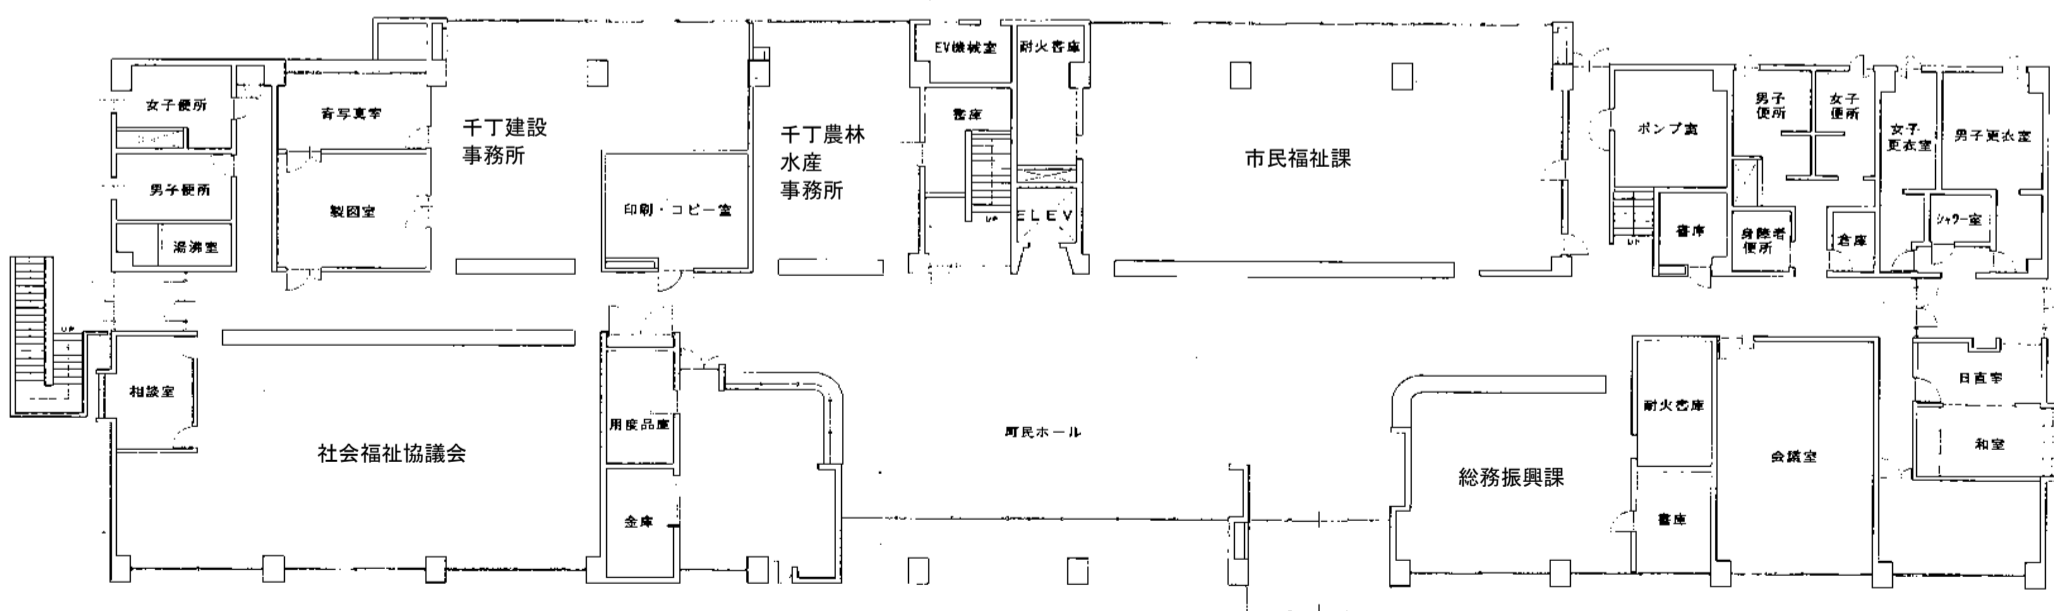 EV機械室
耐火書庫
女子便所
青写真室
千丁建設
事務所
書庫
千丁農林
水産
事務所
市民福祉課
ポンプ室
男子
便所
女子
便所
女子
更衣室
男子更衣室
男子便所
製図室
印刷・コピー室
UP
ELEV
UP
書庫
身障者
便所
倉庫
シャワー室
湯沸室
UP
相談室
社会福祉協議会
用度品庫
金庫
町民ホール
総務振興課
耐火書庫
書庫
会議室
日直室
和室